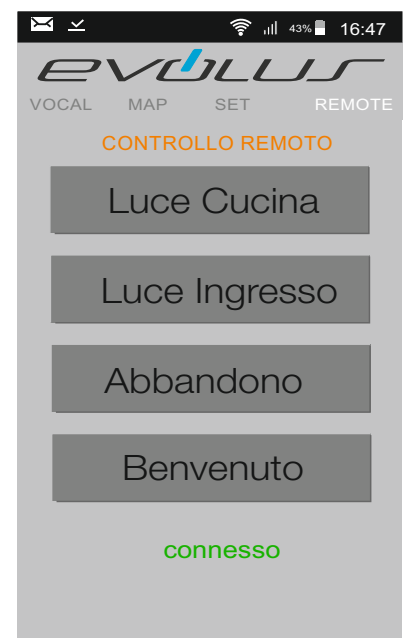 43% 16:47
evolus
VOCAL MAP SET REMOTE
CONTROLLO REMOTO
Luce Cucina
Luce Ingresso
Abbandono
Benvenuto
connesso